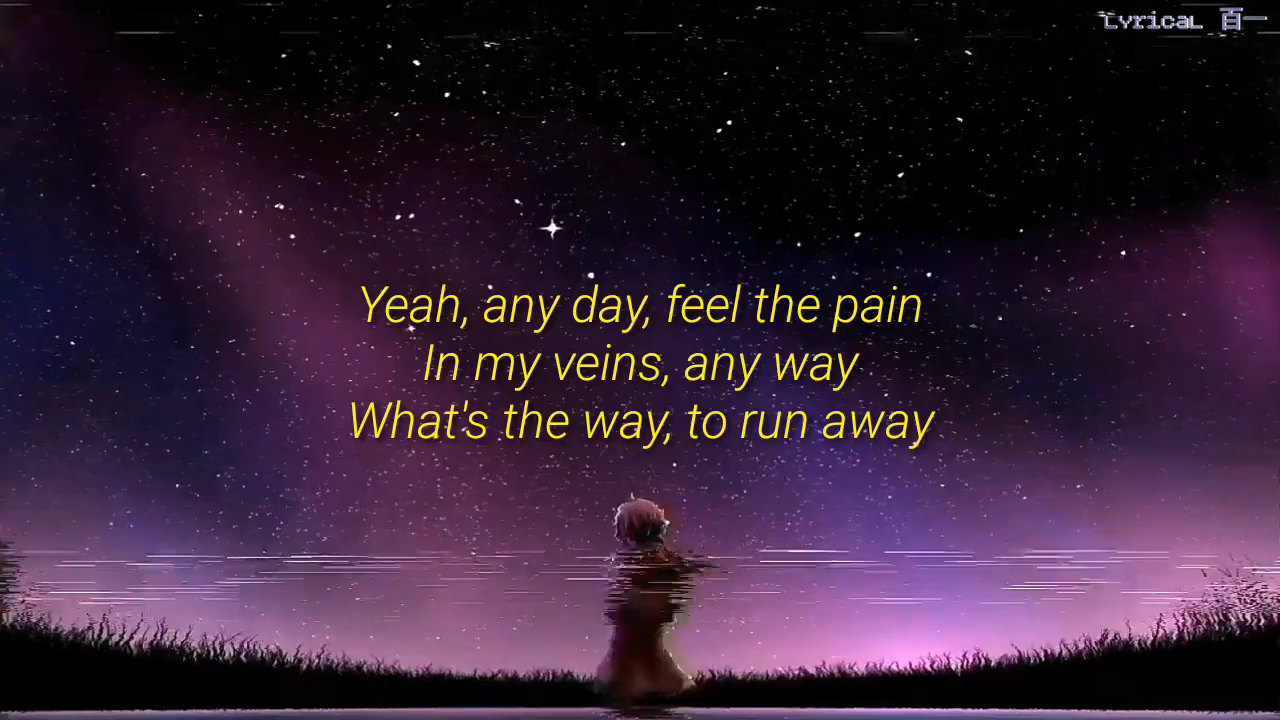 Lyrical 百一
Yeah, any day, feel the pain
In my veins, any way
What's the way, to run away